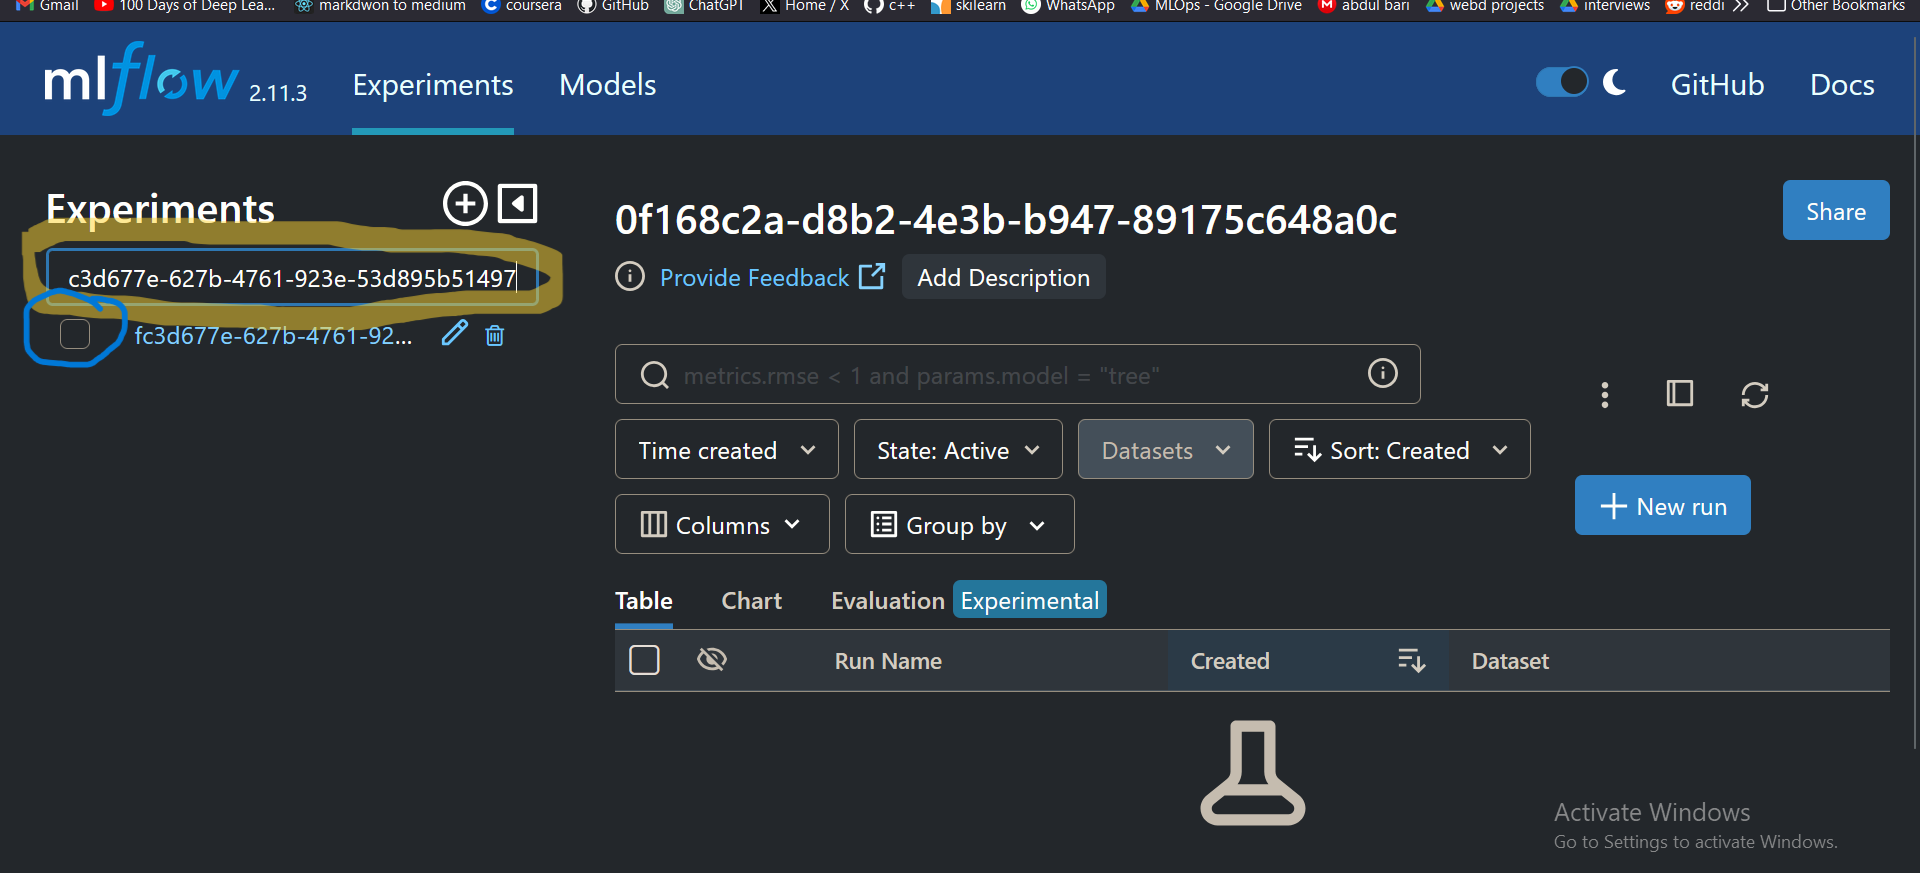 Gmail 100 Days of Deep Lea... markdwon to medium coursera GitHub ChatGPT Home / X c++ skilearn WhatsApp MLOps - Google Drive abdul bari webd projects interviews reddi Other Bookmarks
mlflow 2.11.3 Experiments Models GitHub Docs
Experiments
0f168c2a-d8b2-4e3b-b947-89175c648a0c
Share
c3d677e-627b-4761-923e-53d895b51497
Provide Feedback Add Description
fc3d677e-627b-4761-92...
metrics.rmse < 1 and params.model = "tree"
Time created State: Active Datasets Sort: Created
Columns Group by
New run
Table Chart Evaluation Experimental
Run Name Created Dataset
Activate Windows
Go to Settings to activate Windows.